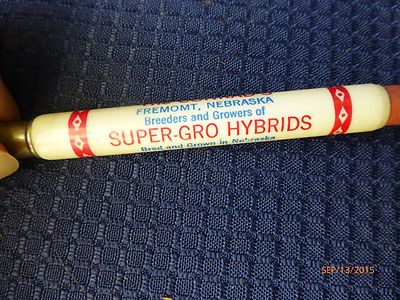 FREMOMT, NEBRASKA
Breeders and Growers of
SUPER-GRO HYBRIDS
Bred and Grown in Nebraska
SEP/13/2015